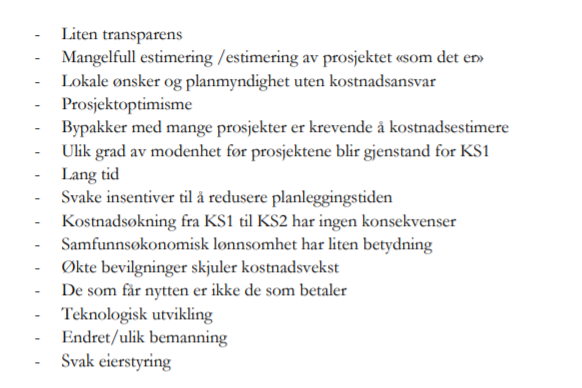 - Liten transparens
- Mangelfull estimering /estimering av prosjektet «som det er»
- Lokale ønsker og planmyndighet uten kostnadsansvar
- Prosjektoptimisme
- Bypakker med mange prosjekter er krevende å kostnadsestimere
- Ulik grad av modenhet før prosjektene blir gjenstand for KS1
- Lang tid
- Svake insentiver til å redusere planleggingstiden
- Kostnadsøkning fra KS1 til KS2 har ingen konsekvenser
- Samfunnsøkonomisk lønnsomhet har liten betydning
- Økte bevilgninger skjuler kostnadsvekst
- De som får nytten er ikke de som betaler
- Teknologisk utvikling
- Endret/ulik bemanning
- Svak eierstyring